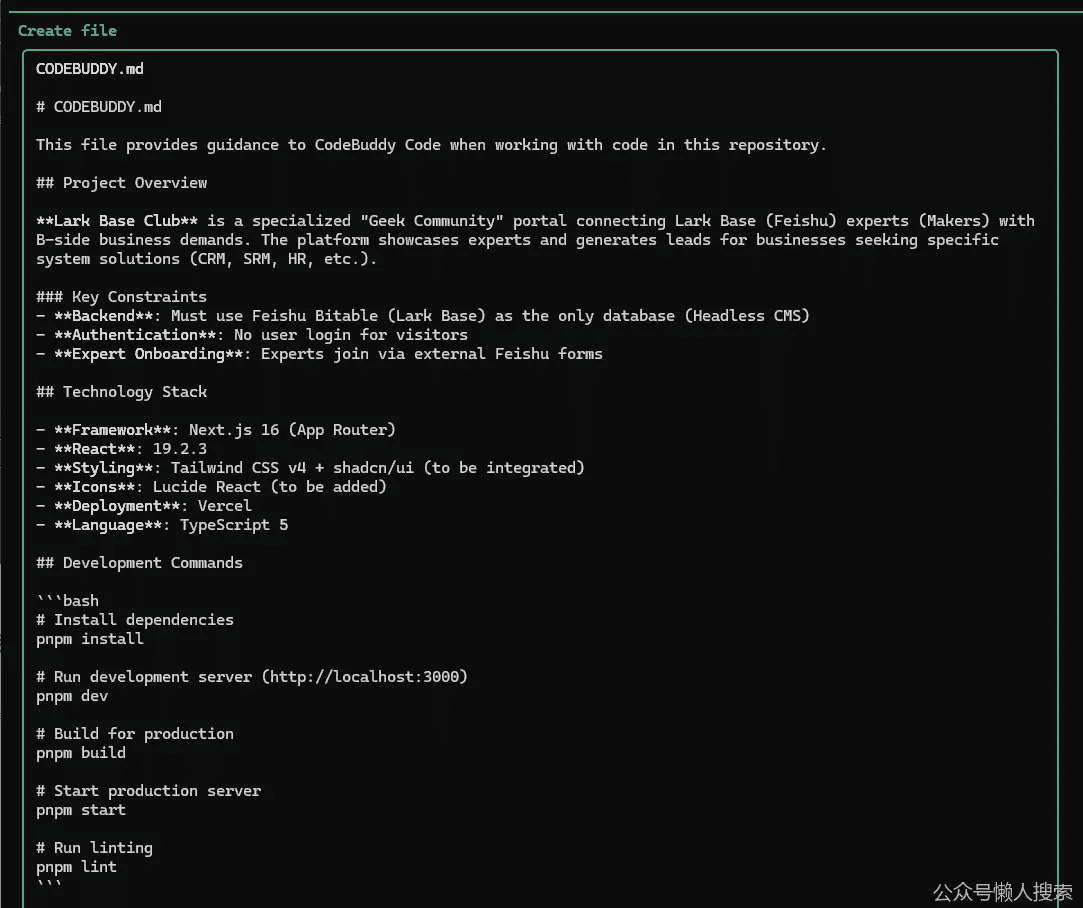 Create file
CODEBUDDY.md
# CODEBUDDY.md
This file provides guidance to CodeBuddy Code when working with code in this repository.
## Project Overview
**Lark Base Club** is a specialized "Geek Community" portal connecting Lark Base (Feishu) experts (Makers) with
B-side business demands. The platform showcases experts and generates leads for businesses seeking specific
system solutions (CRM, SRM, HR, etc.).
### Key Constraints
- **Backend**: Must use Feishu Bitable (Lark Base) as the only database (Headless CMS)
- **Authentication**: No user login for visitors
- **Expert Onboarding**: Experts join via external Feishu forms
## Technology Stack
- **Framework**: Next.js 16 (App Router)
- **React**: 19.2.3
- **Styling**: Tailwind CSS v4 + shadcn/ui (to be integrated)
- **Icons**: Lucide React (to be added)
- **Deployment**: Vercel
- **Language**: TypeScript 5
## Development Commands
```bash
# Install dependencies
pnpm install
# Run development server (http://localhost:3000)
pnpm dev
# Build for production
pnpm build
# Start production server
pnpm start
# Run linting
pnpm lint
```
公众号懒人搜索